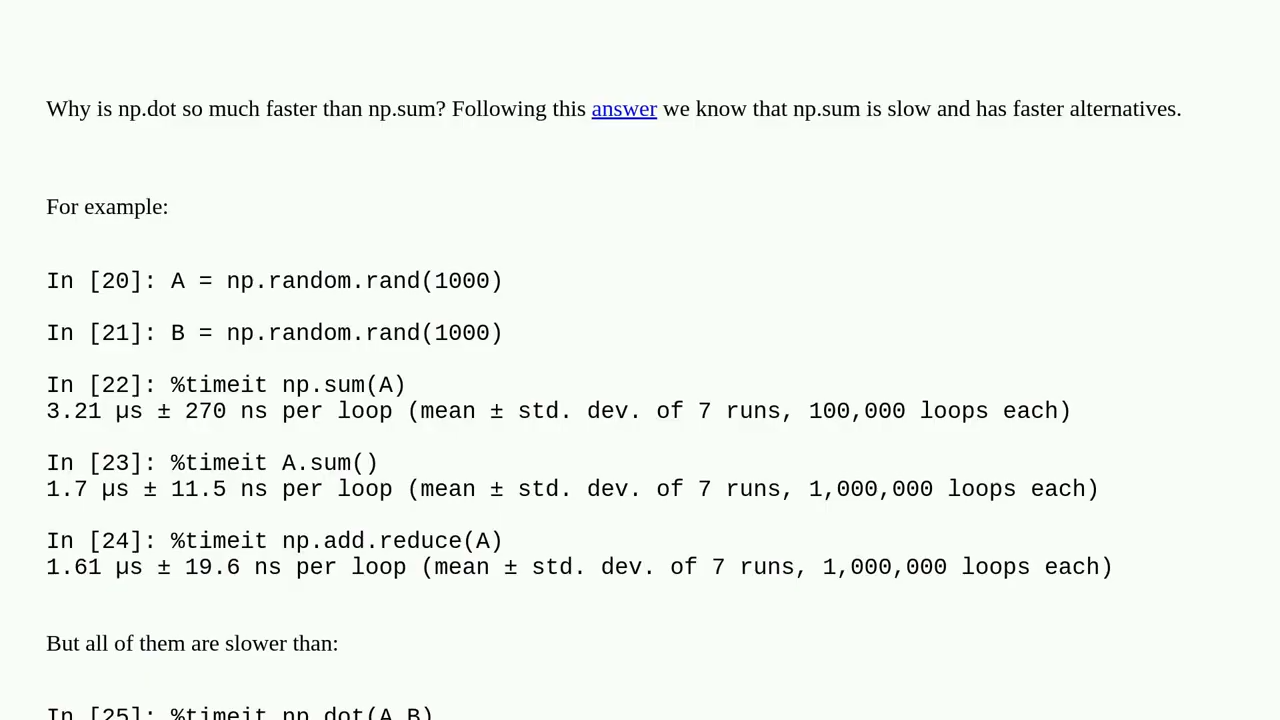 Why is np.dot so much faster than np.sum? Following this answer we know that np.sum is slow and has faster alternatives.
For example:
In [20]: A = np.random.rand(1000)
In [21]: B = np.random.rand(1000)
In [22]: %timeit np.sum(A)
3.21 µs ± 270 ns per loop (mean ± std. dev. of 7 runs, 100,000 loops each)
In [23]: %timeit A.sum()
1.7 µs ± 11.5 ns per loop (mean ± std. dev. of 7 runs, 1,000,000 loops each)
In [24]: %timeit np.add.reduce(A)
1.61 µs ± 19.6 ns per loop (mean ± std. dev. of 7 runs, 1,000,000 loops each)
But all of them are slower than:
In [25]: %timeit np.dot(A,B)